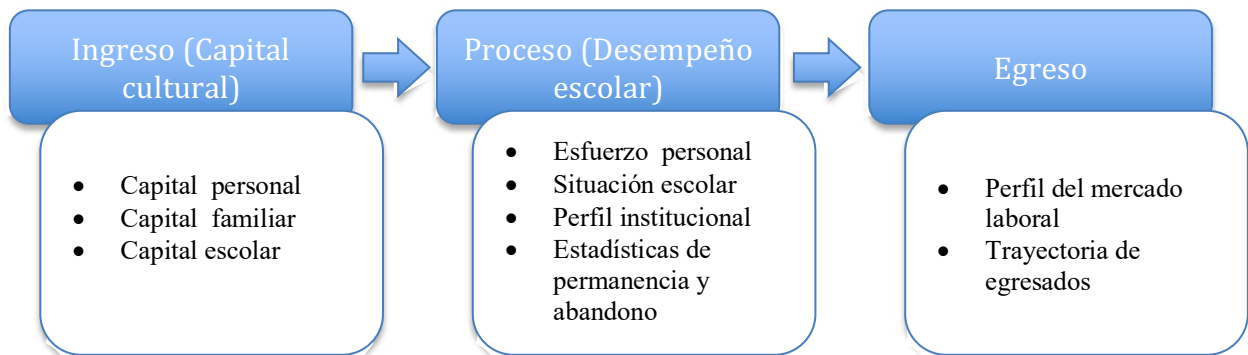 Ingreso (Capital
cultural)
• Capital personal
• Capital familiar
• Capital escolar
Proceso (Desempeño
escolar)
• Esfuerzo personal
• Situación escolar
• Perfil institucional
• Estadísticas de
permanencia y
abandono
Egreso
• Perfil del mercado
laboral
• Trayectoria de
egresados